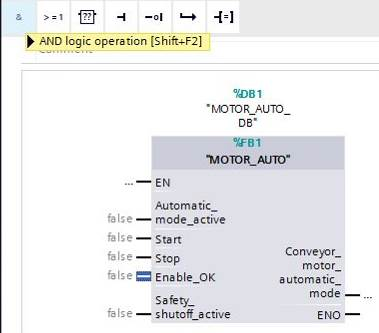 & >=1 ??
AND logic operation [Shift+F2]
%DB1
"MOTOR_AUTO_
DB"
%FB1
"MOTOR_AUTO"
... EN
Automatic_
false mode_active
false Start
false Stop
false Enable_OK
Safety_
false shutoff_active
Conveyor_
motor_
automatic_
mode ...
ENO